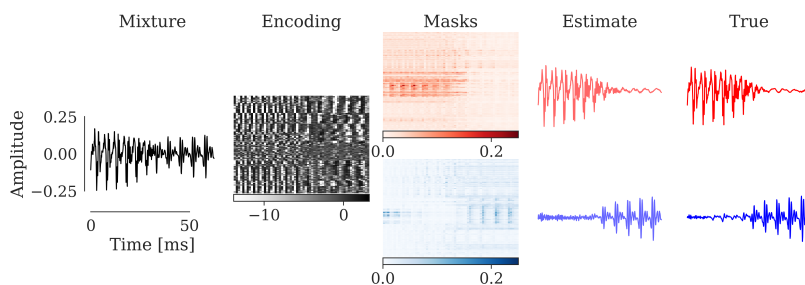 Mixture
Encoding
Masks
Estimate
True
Amplitude
0.25
0.00
−0.25
0
50
Time [ms]
−10
0
0.0
0.2
0.0
0.2